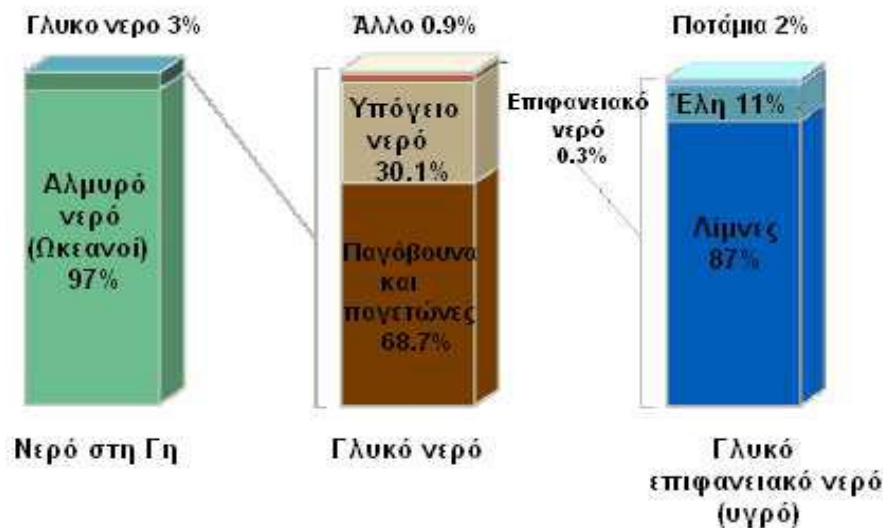 Γλυκο νερο 3%
Αλμυρό
νερό
(Ωκεανοί)
97%
Νερό στη Γη
Άλλο 0.9%
Υπόγειο
νερό
30.1%
Παγόβουνα
και
παγετώνες
68.7%
Γλυκό νερό
Επιφανειακό
νερό
0.3%
Ποτάμια 2%
Έλη 11%
Λίμνες
87%
Γλυκό
επιφανειακό νερό
(υγρό)